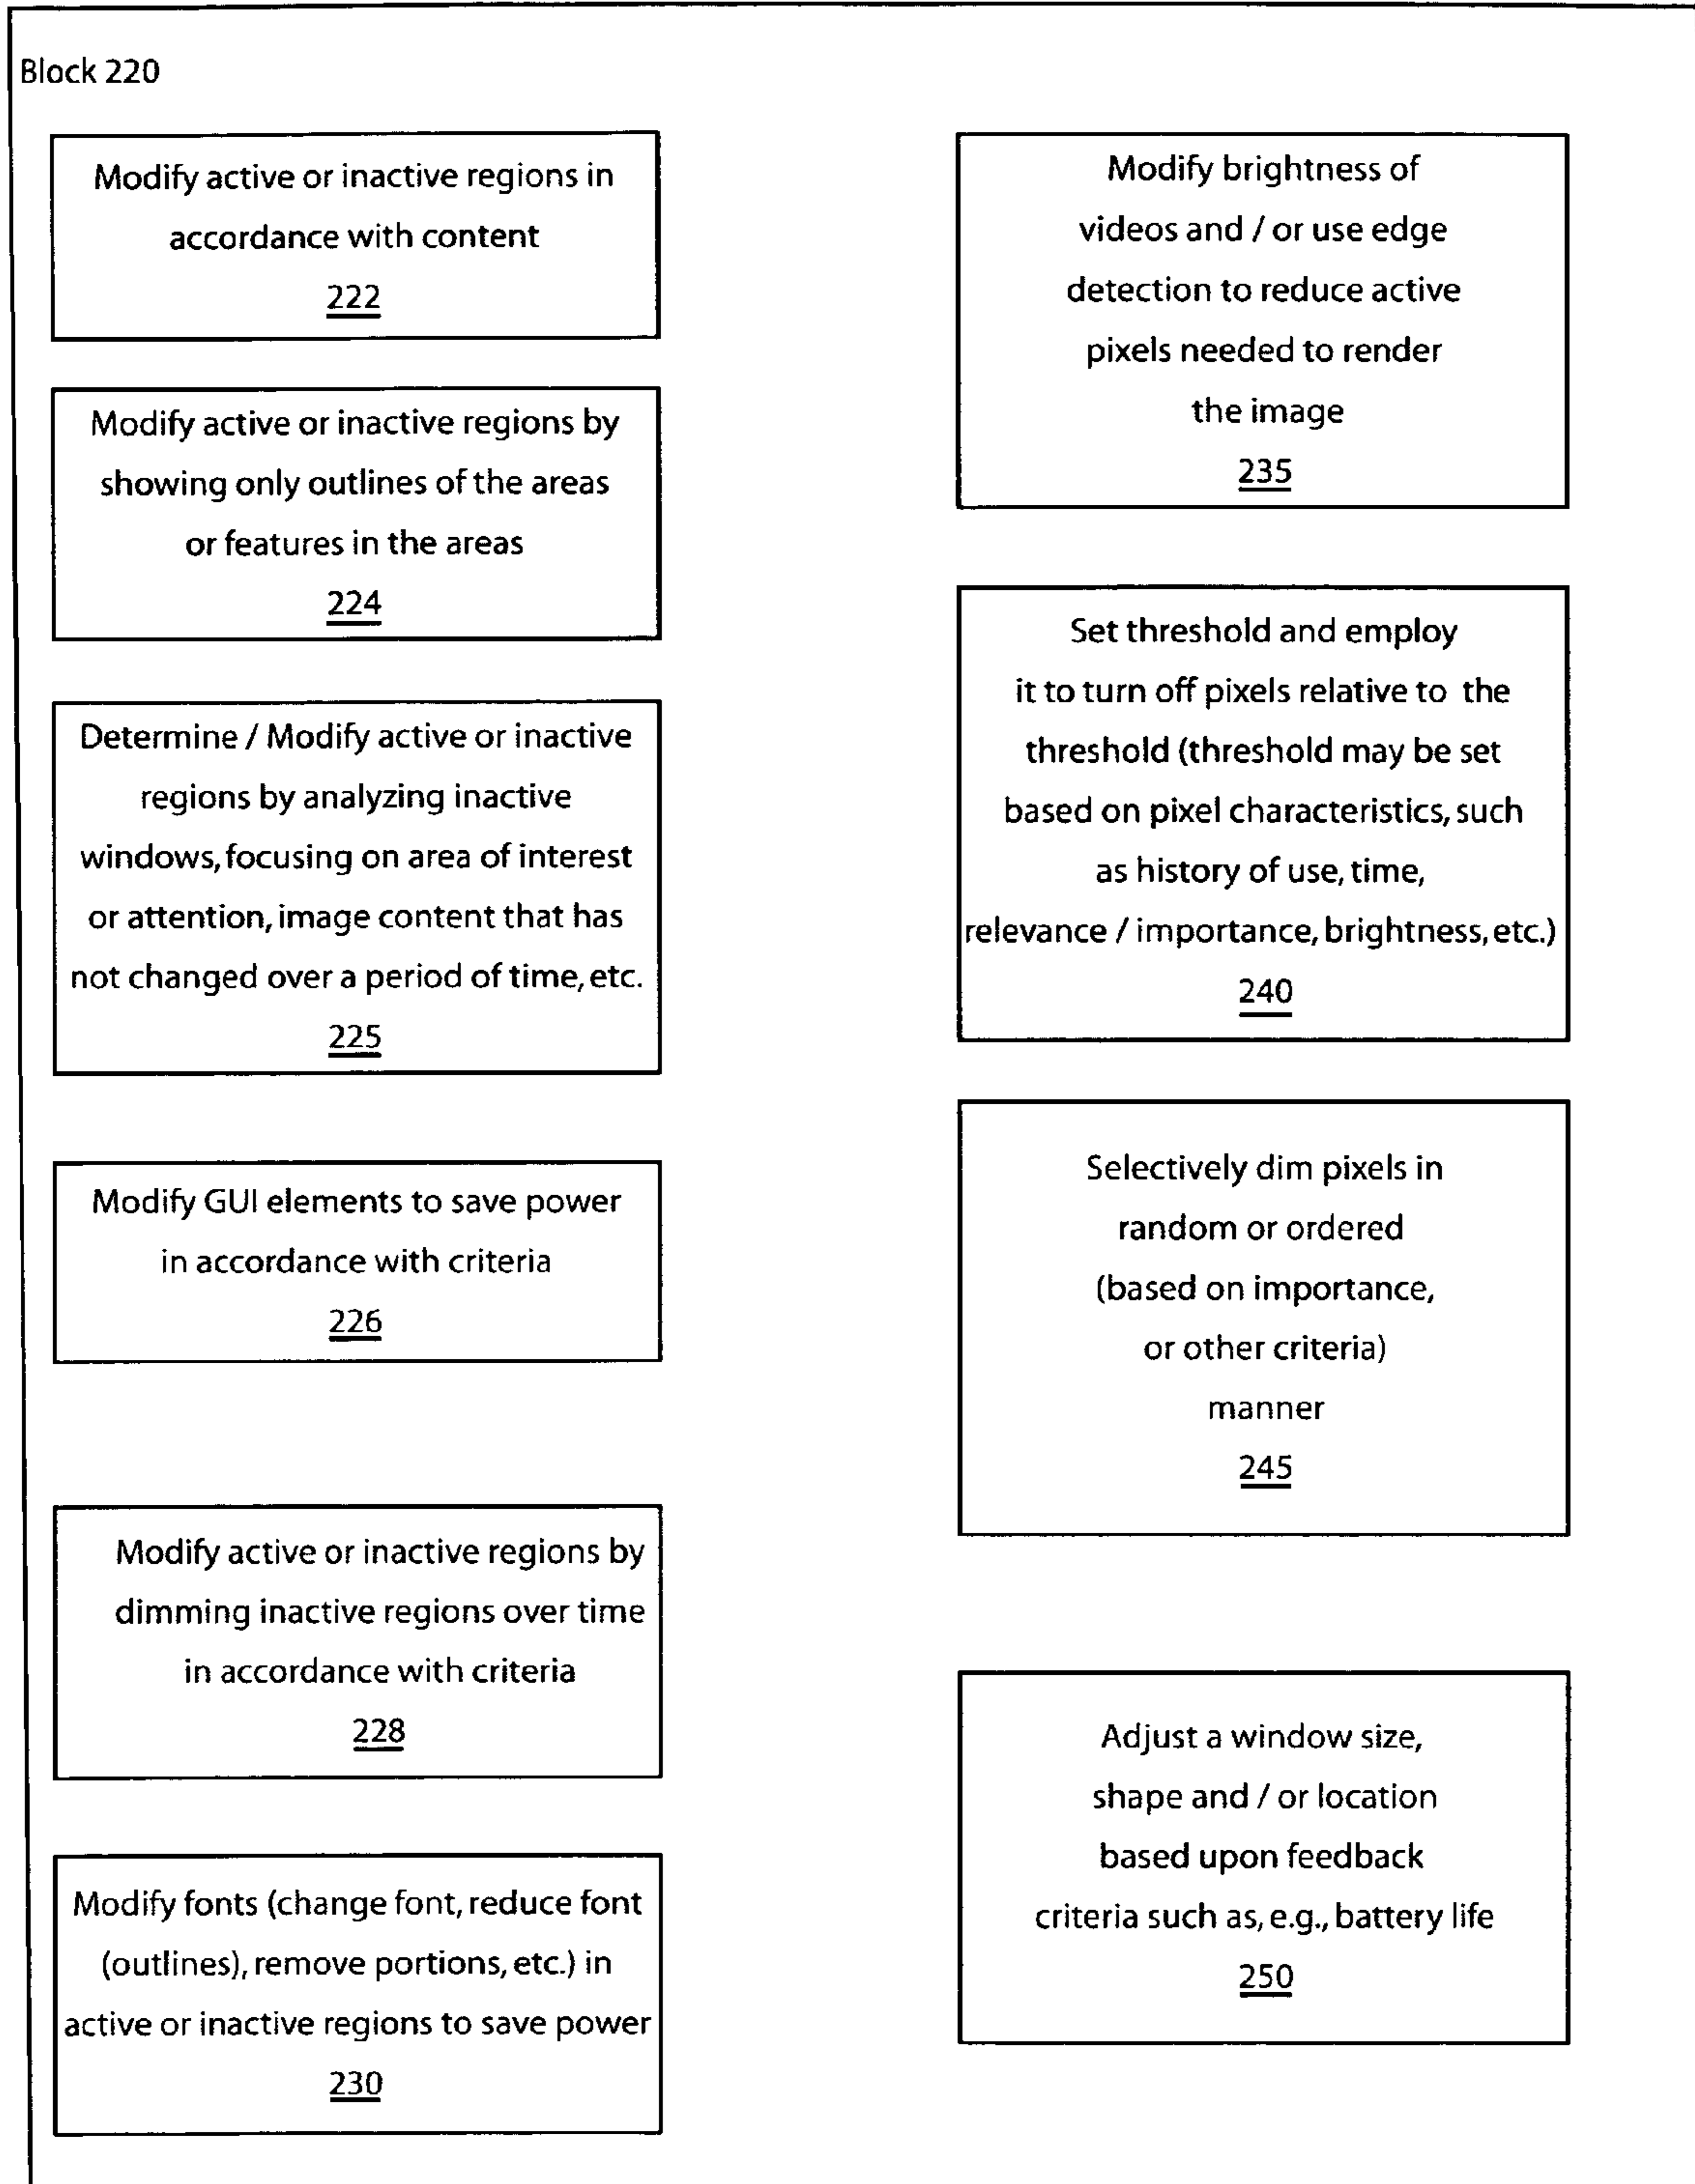 Block 220
Modify active or inactive regions in
accordance with content
222
Modify active or inactive regions by
showing only outlines of the areas
or features in the areas
224
Determine / Modify active or inactive
regions by analyzing inactive
windows, focusing on area of interest
or attention, image content that has
not changed over a period of time, etc.
225
Modify GUI elements to save power
in accordance with criteria
226
Modify active or inactive regions by
dimming inactive regions over time
in accordance with criteria
228
Modify fonts (change font, reduce font
(outlines), remove portions, etc.) in
active or inactive regions to save power
230
Modify brightness of
videos and / or use edge
detection to reduce active
pixels needed to render
the image
235
Set threshold and employ
it to turn off pixels relative to the
threshold (threshold may be set
based on pixel characteristics, such
as history of use, time,
relevance / importance, brightness, etc.)
240
Selectively dim pixels in
random or ordered
(based on importance,
or other criteria)
manner
245
Adjust a window size,
shape and / or location
based upon feedback
criteria such as, e.g., battery life
250